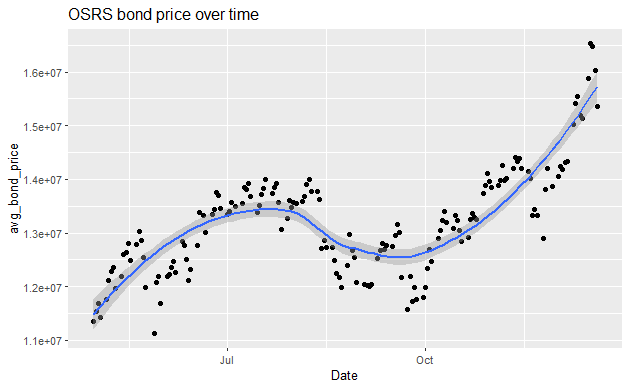 OSRS bond price over time
avg_bond_price
1.6e+07
1.5e+07
1.4e+07
1.3e+07
1.2e+07
1.1e+07
Jul
Oct
Date